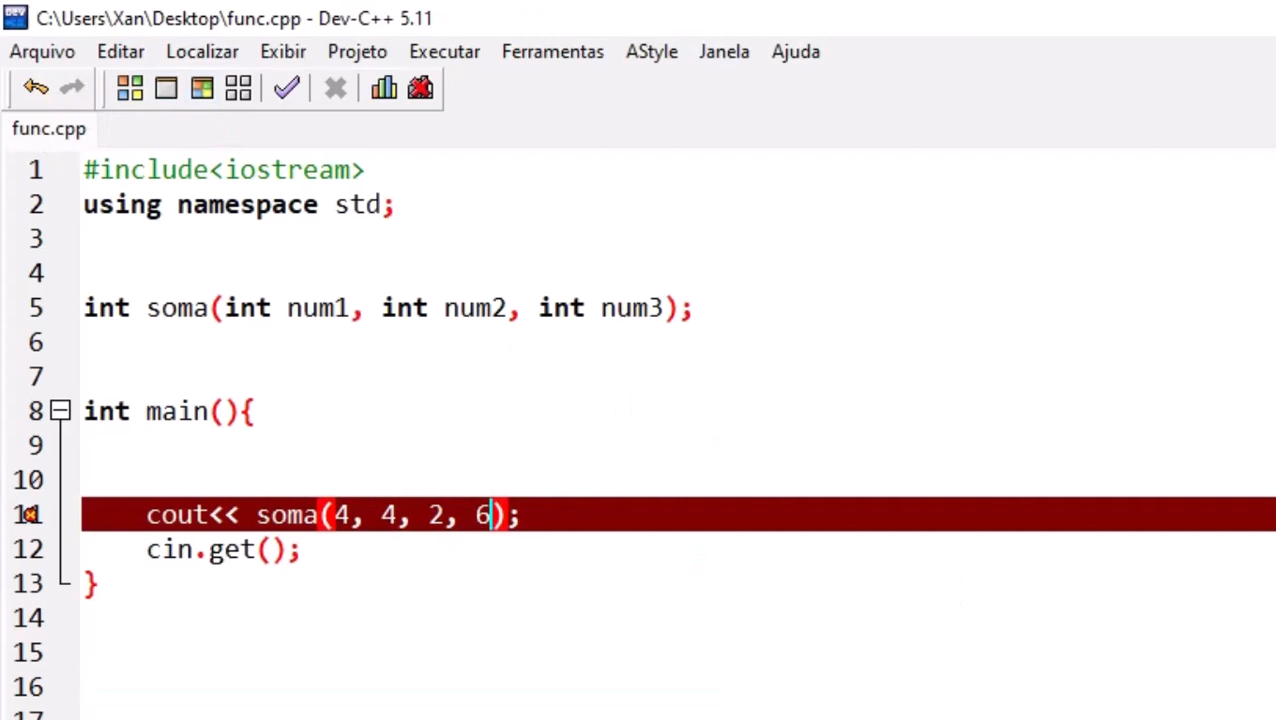 C:\Users\Xan\Desktop\func.cpp - Dev-C++ 5.11
Arquivo Editar Localizar Exibir Projeto Executar Ferramentas AStyle Janela Ajuda
func.cpp
1 #include<iostream>
2 using namespace std;
3
4
5 int soma(int num1, int num2, int num3);
6
7
8 int main(){
9
10
11 cout<< soma(4, 4, 2, 6);
12 cin.get();
13 }
14
15
16
17